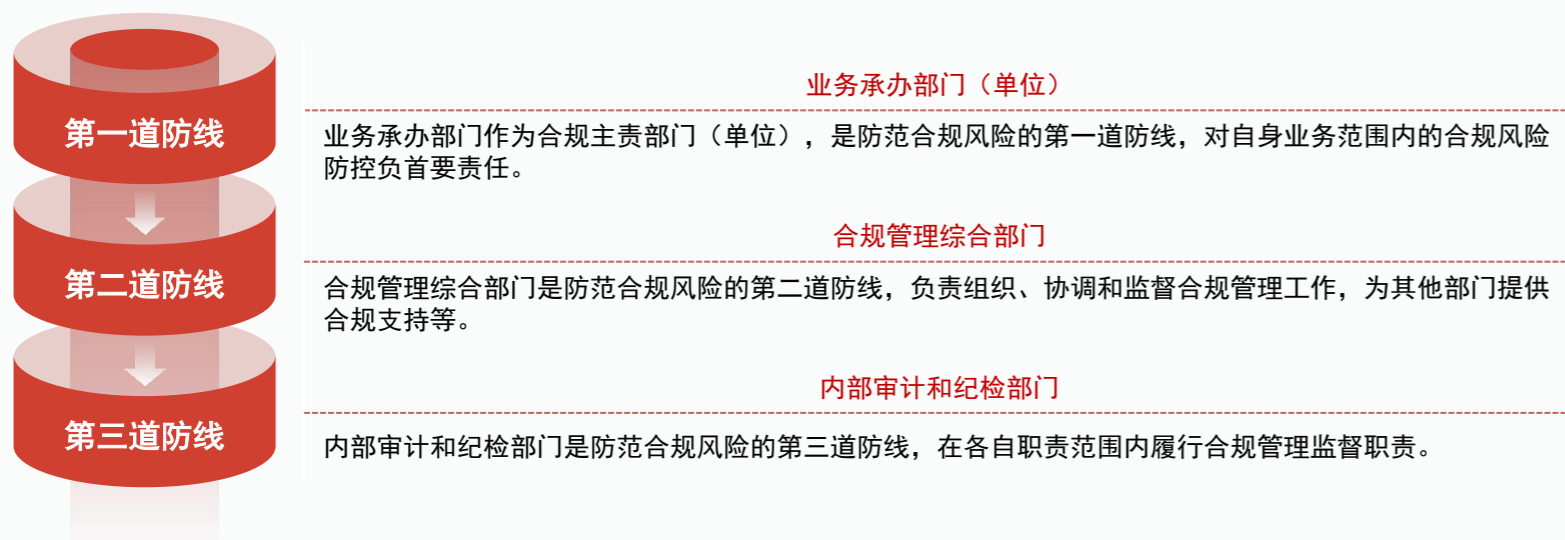 第一道防线
业务承办部门（单位）
业务承办部门作为合规主责部门（单位），是防范合规风险的第一道防线，对自身业务范围内的合规风险
防控负首要责任。
第二道防线
合规管理综合部门
合规管理综合部门是防范合规风险的第二道防线，负责组织、协调和监督合规管理工作，为其他部门提供
合规支持等。
第三道防线
内部审计和纪检部门
内部审计和纪检部门是防范合规风险的第三道防线，在各自职责范围内履行合规管理监督职责。